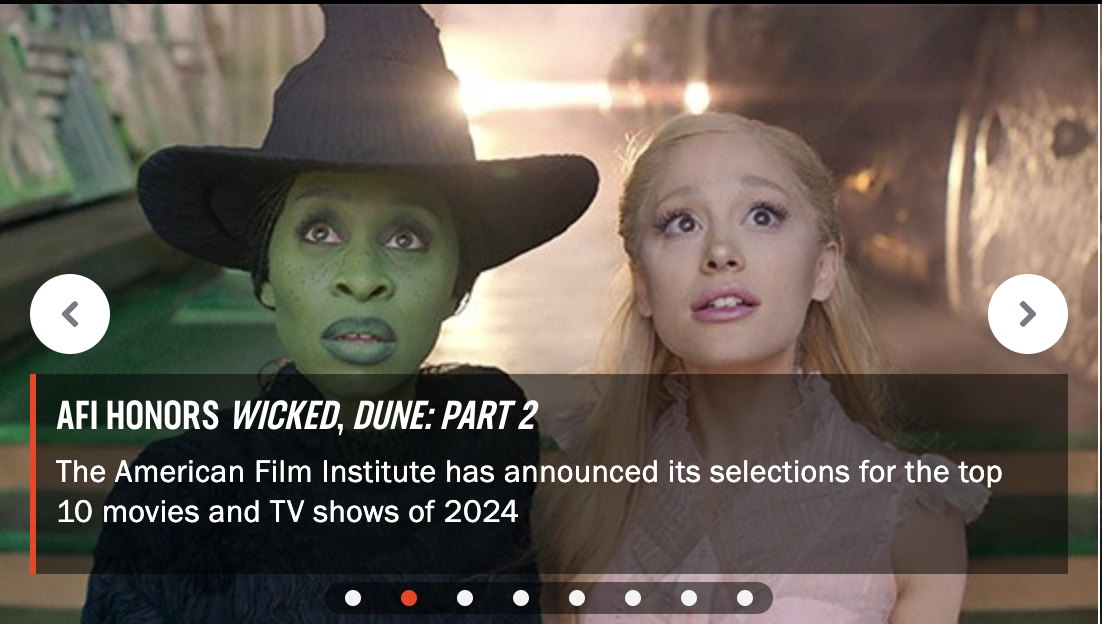 AFI HONORS WICKED, DUNE: PART 2
The American Film Institute has announced its selections for the top
10 movies and TV shows of 2024